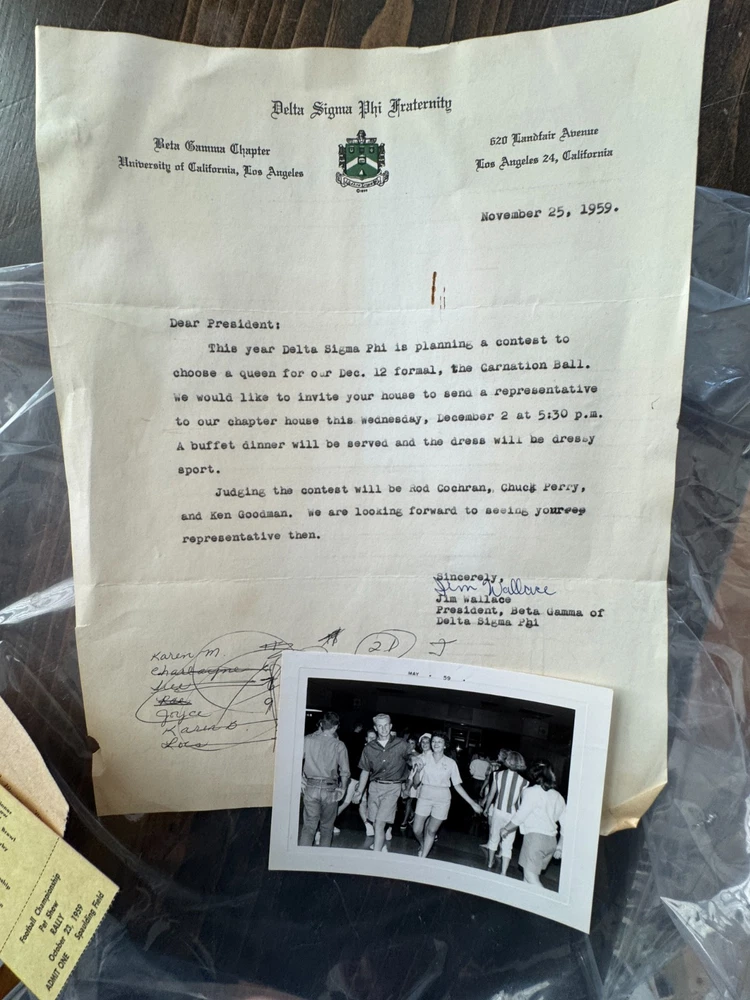 Delta Sigma Phi Fraternity
Beta Gamma Chapter
University of California, Los Angeles
620 Landfair Avenue
Los Angeles 24, California
November 25, 1959.
Dear President:
This year Delta Sigma Phi is planning a contest to
choose a queen for our Dec. 12 formal, the Carnation Ball.
We would like to invite your house to send a representative
to our chapter house this Wednesday, December 2 at 5:30 p.m.
A buffet dinner will be served and the dress will be dressy
sport.
Judging the contest will be Rod Cochran, Chuck Perry,
and Ken Goodman. We are looking forward to seeing your
representative then.
Sincerely,
Jim Wallace
Jim Wallace
President, Beta Gamma of
Delta Sigma Phi
Karen M.
Joyce
Karen B.
Lois
21
MAY • 59
Football Championship
Pet Show
RALLY
October 23, 1959
ADMIT ONE Spaulding Field